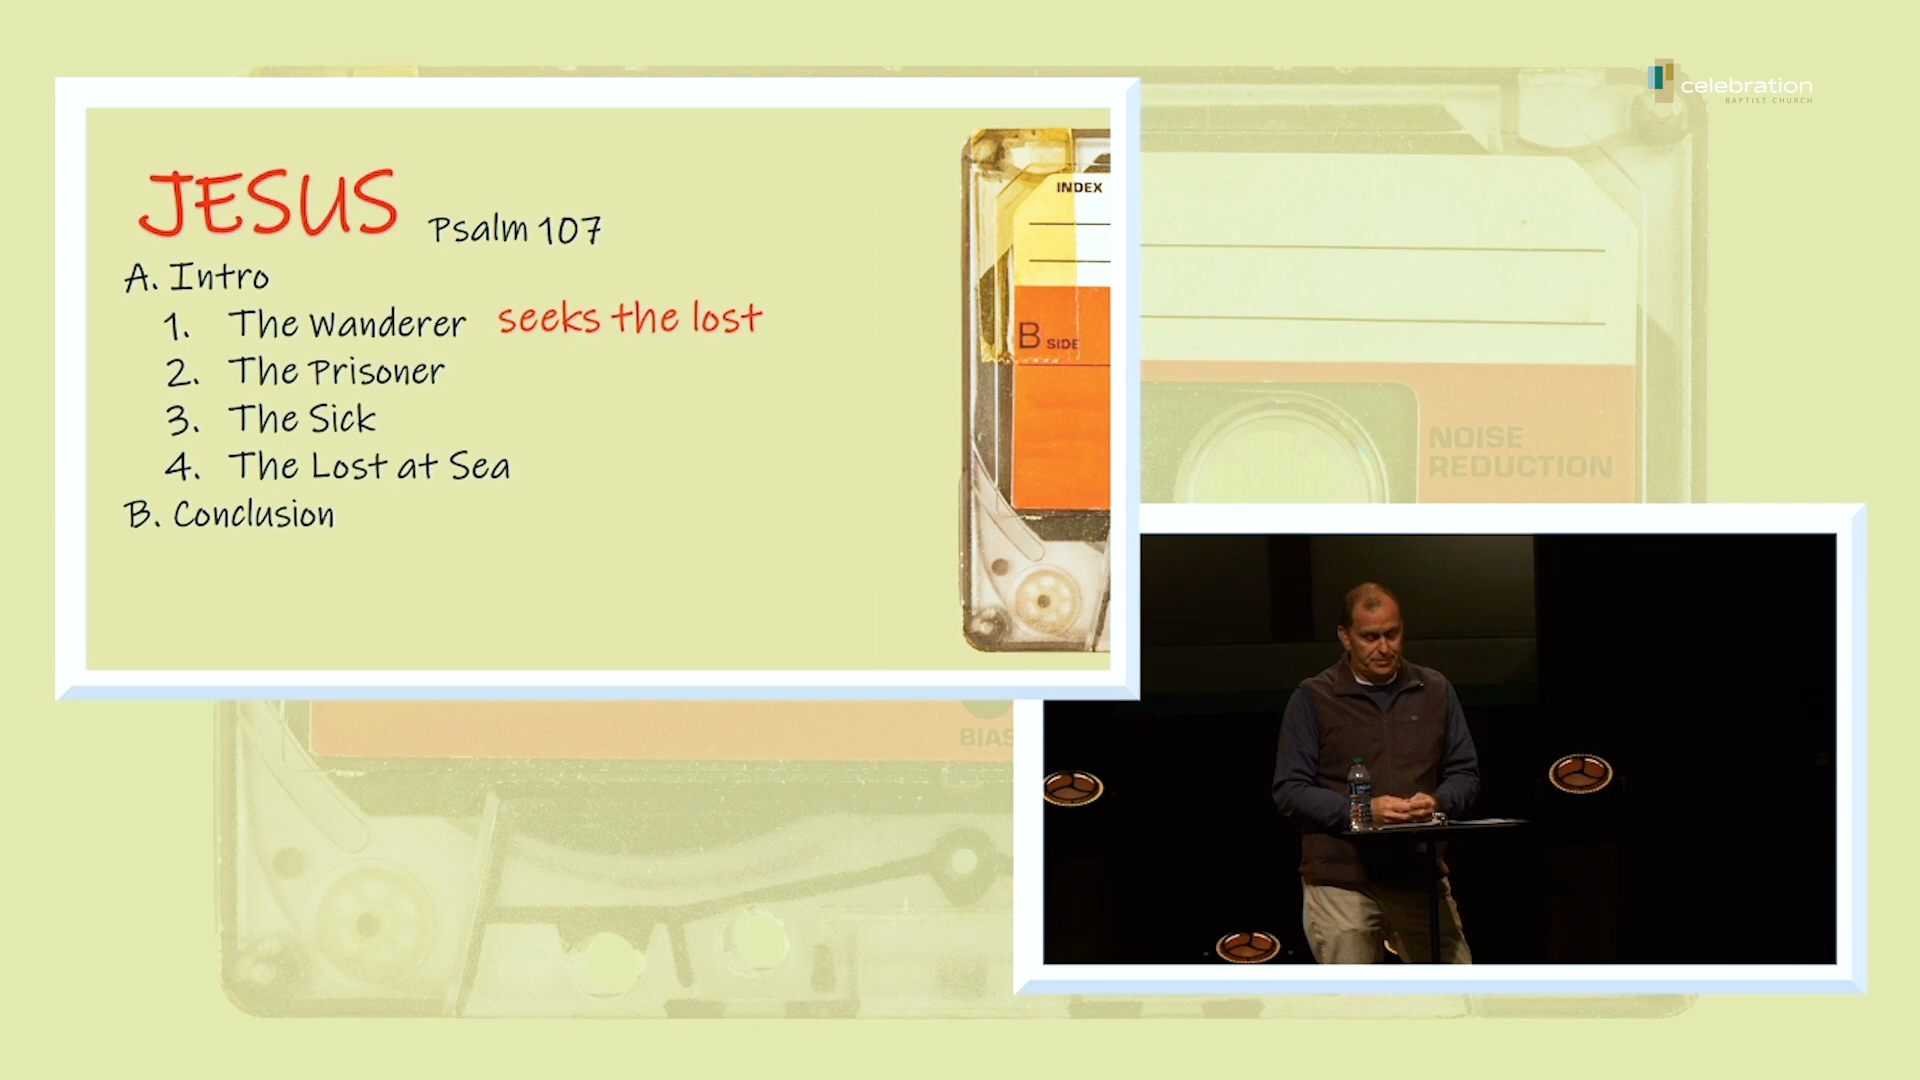 celebration
BAPTIST CHURCH
JESUS Psalm 107
A. Intro
1. The Wanderer seeks the lost
2. The Prisoner
3. The Sick
4. The Lost at Sea
B. Conclusion
INDEX
B SIDE
NOISE
REDUCTION
BIAS